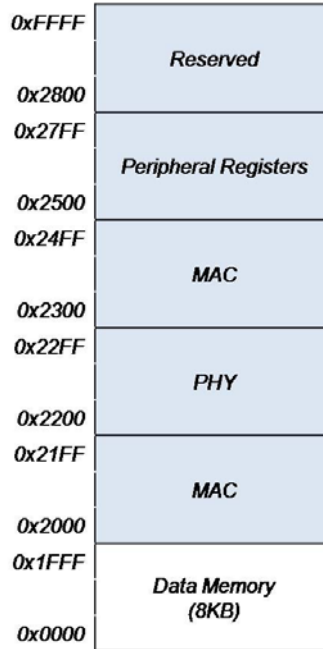 0xFFFF
Reserved
0x2800
0x27FF
Peripheral Registers
0x2500
0x24FF
MAC
0x2300
0x22FF
PHY
0x2200
0x21FF
MAC
0x2000
0x1FFF
Data Memory
(8KB)
0x0000